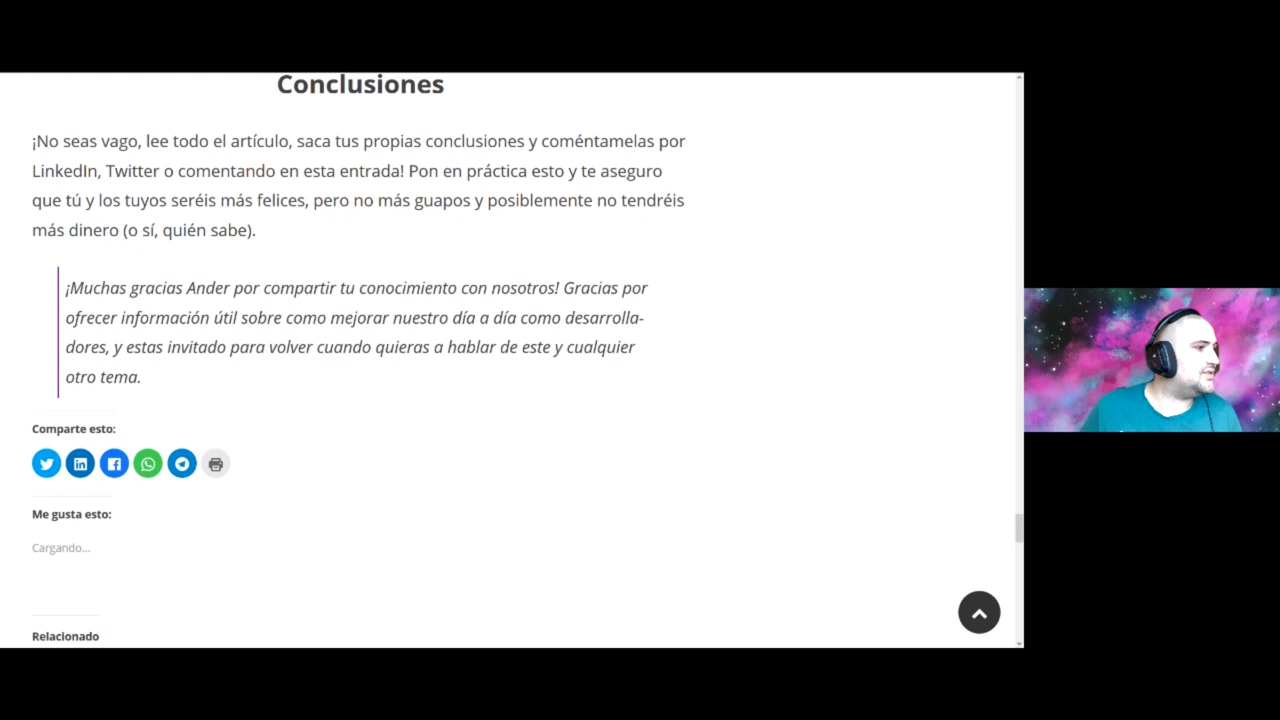 Conclusiones
¡No seas vago, lee todo el artículo, saca tus propias conclusiones y coméntamelas por
LinkedIn, Twitter o comentando en esta entrada! Pon en práctica esto y te aseguro
que tú y los tuyos seréis más felices, pero no más guapos y posiblemente no tendréis
más dinero (o sí, quién sabe).
¡Muchas gracias Ander por compartir tu conocimiento con nosotros! Gracias por
ofrecer información útil sobre como mejorar nuestro día a día como desarrolla-
dores, y estas invitado para volver cuando quieras a hablar de este y cualquier
otro tema.
Comparte esto:
Me gusta esto:
Cargando...
Relacionado